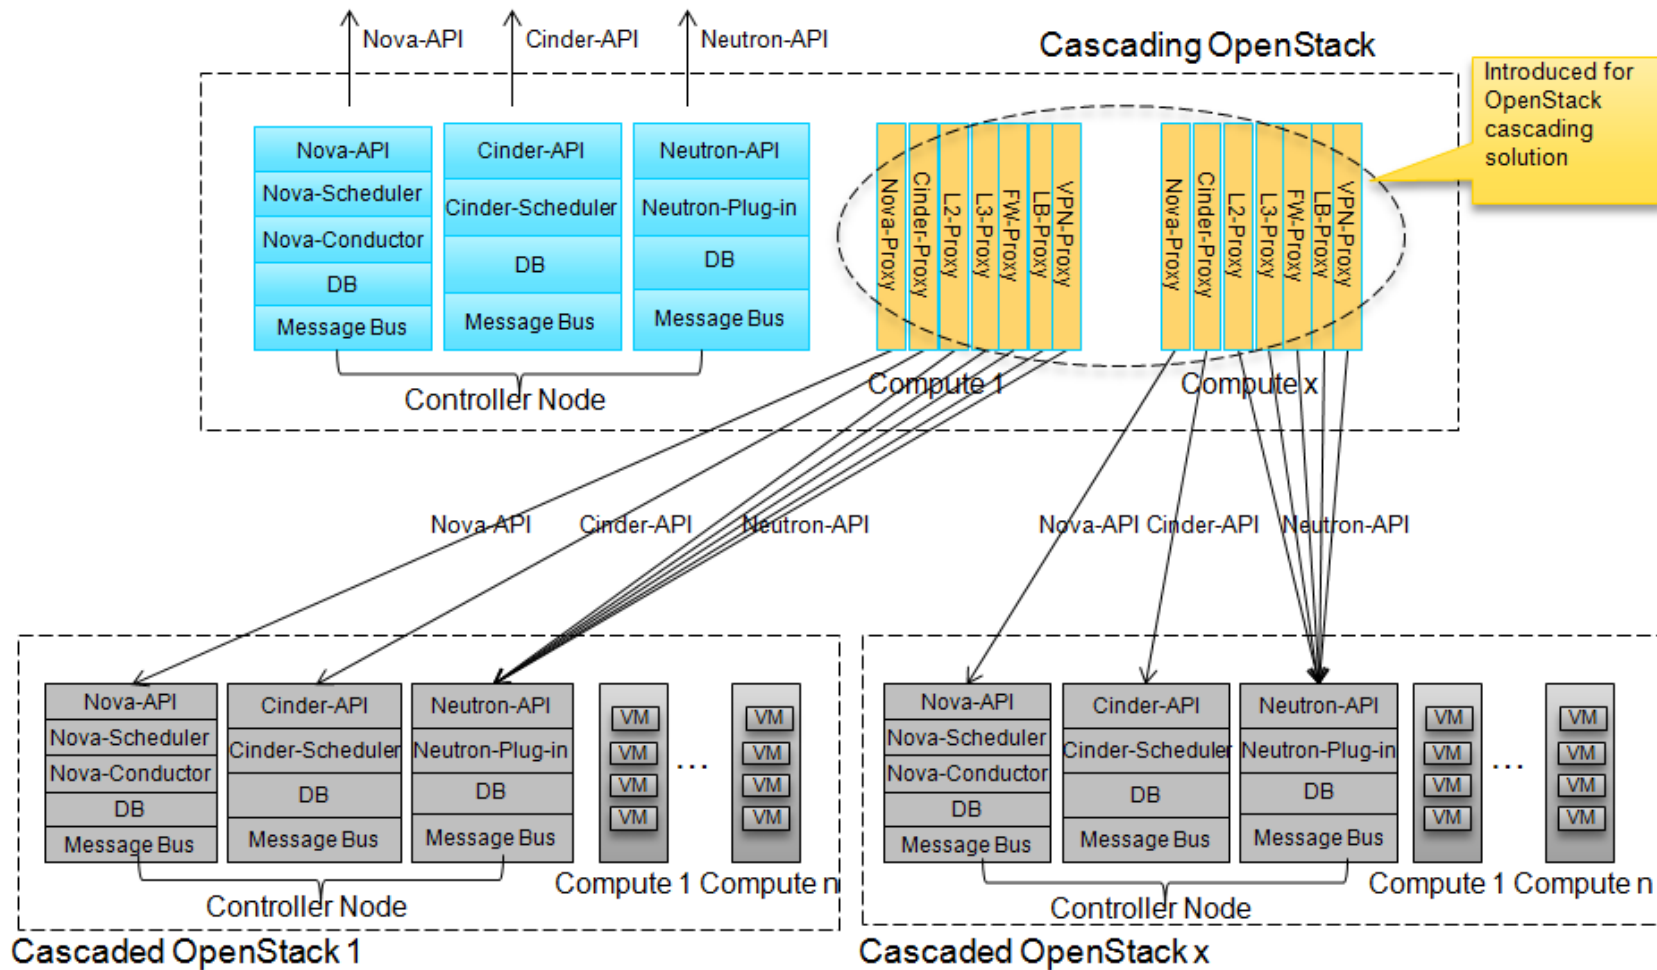 Nova-API
Cinder-API
Neutron-API
Cascading OpenStack
Introduced for
OpenStack
cascading
solution
Nova-API
Nova-Scheduler
Nova-Conductor
DB
Message Bus
Cinder-API
Cinder-Scheduler
DB
Message Bus
Neutron-API
Neutron-Plug-in
DB
Message Bus
Controller Node
Nova-Proxy
Cinder-Proxy
L2-Proxy
L3-Proxy
FW-Proxy
LB-Proxy
VPN-Proxy
Compute 1
Nova-Proxy
Cinder-Proxy
L2-Proxy
L3-Proxy
FW-Proxy
LB-Proxy
VPN-Proxy
Compute x
Nova-API
Cinder-API
Neutron-API
Nova-API
Cinder-API
Neutron-API
Nova-API
Nova-Scheduler
Nova-Conductor
DB
Message Bus
Cinder-API
Cinder-Scheduler
DB
Message Bus
Neutron-API
Neutron-Plug-in
DB
Message Bus
Controller Node
VM
VM
VM
VM
Compute 1
...
VM
VM
VM
VM
Compute n
Cascaded OpenStack 1
Nova-API
Nova-Scheduler
Nova-Conductor
DB
Message Bus
Cinder-API
Cinder-Scheduler
DB
Message Bus
Neutron-API
Neutron-Plug-in
DB
Message Bus
Controller Node
VM
VM
VM
VM
Compute 1
...
VM
VM
VM
VM
Compute n
Cascaded OpenStack x